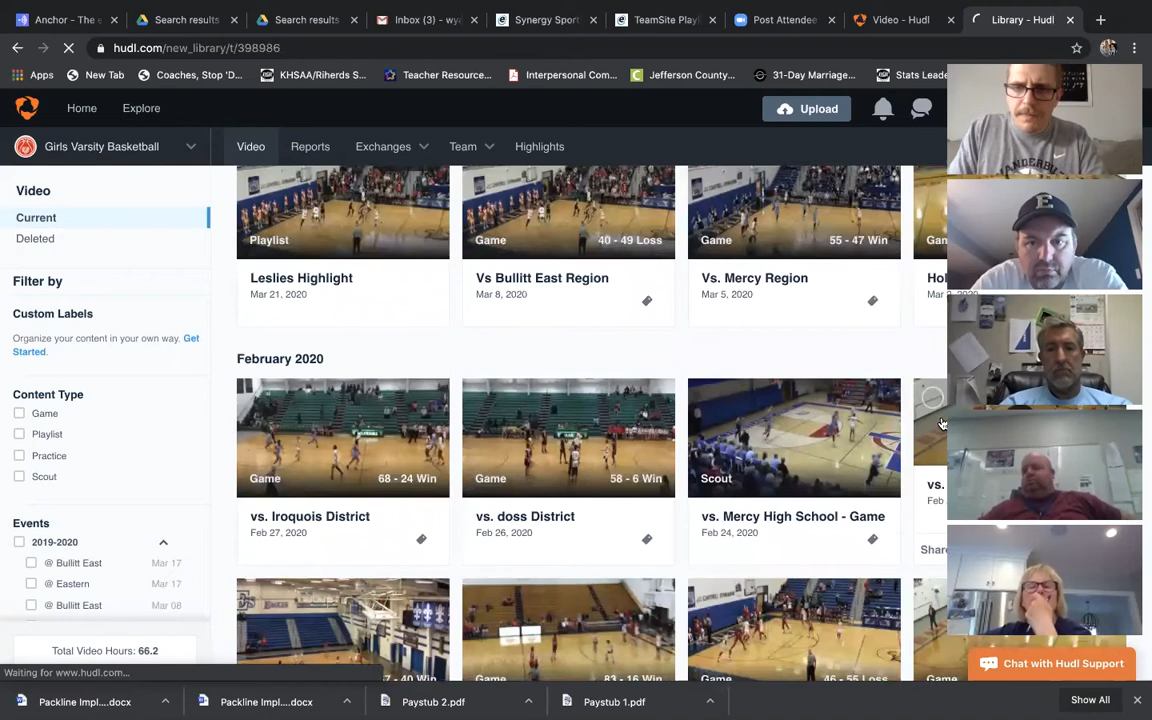 Anchor - The e
Search results
Search results
Inbox (3) - wy
Synergy Sport
TeamSite Play
Post Attendee
Video - Hudl
Library - Hudl
hudl.com/new_library/t/398986
Apps
New Tab
Coaches, Stop 'D...
KHSAA/Riherds S...
Teacher Resource...
Interpersonal Com...
Jefferson County...
31-Day Marriage...
Stats Leade
Home
Explore
Upload
Girls Varsity Basketball
Video
Reports
Exchanges
Team
Highlights
Video
Current
Deleted
Filter by
Custom Labels
Organize your content in your own way. Get
Started.
Content Type
Game
Playlist
Practice
Scout
Events
2019-2020
@ Bullitt East Mar 17
@ Eastern Mar 17
@ Bullitt East Mar 08
Total Video Hours: 66.2
Waiting for www.hudl.com...
Playlist
Leslies Highlight
Mar 21, 2020
Game 40 - 49 Loss
Vs Bullitt East Region
Mar 8, 2020
Game 55 - 47 Win
Vs. Mercy Region
Mar 5, 2020
February 2020
Game 68 - 24 Win
vs. Iroquois District
Feb 27, 2020
Game 58 - 6 Win
vs. doss District
Feb 26, 2020
Scout
vs. Mercy High School - Game
Feb 24, 2020
vs.
Feb
Share
Game 83 - 16 Win
Game 46 - 55 Loss
Game
Chat with Hudl Support
Packline Impl....docx
Packline Impl....docx
Paystub 2.pdf
Paystub 1.pdf
Show All